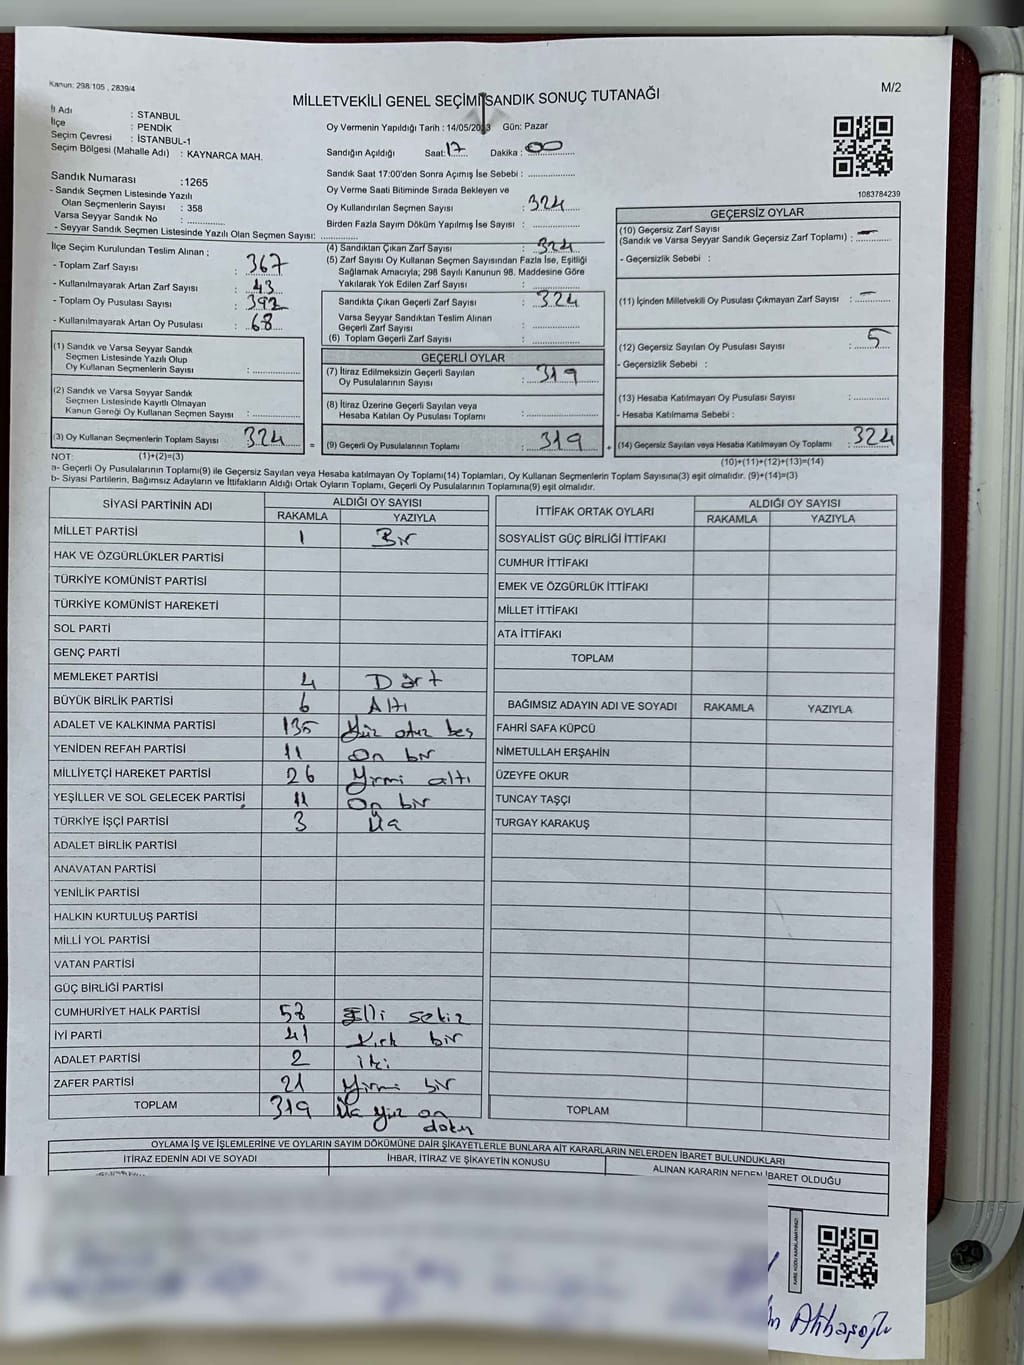 Kanun: 298/105 , 2839/4
M/2
MİLLETVEKİLİ GENEL SEÇİMİ SANDIK SONUÇ TUTANAĞI
İl Adı : STANBUL
İlçe : PENDİK
Seçim Çevresi : İSTANBUL-1
Seçim Bölgesi (Mahalle Adı) : KAYNARCA MAH.
Oy Vermenin Yapıldığı Tarih : 14/05/2023 Gün: Pazar
Sandığın Açıldığı Saat: 17 Dakika : 00
Sandık Saat 17:00'den Sonra Açımış İse Sebebi :
Oy Verme Saati Bitiminde Sırada Bekleyen ve
Oy Kullandırılan Seçmen Sayısı : 324
Birden Fazla Sayım Döküm Yapılmış İse Sayısı :
1083784239
Sandık Numarası : 1265
- Sandık Seçmen Listesinde Yazılı
Olan Seçmenlerin Sayısı : 358
Varsa Seyyar Sandık No :
- Seyyar Sandık Seçmen Listesinde Yazılı Olan Seçmen Sayısı:
İlçe Seçim Kurulundan Teslim Alınan ;
- Toplam Zarf Sayısı : 367
- Kullanılmayarak Artan Zarf Sayısı : 43
- Toplam Oy Pusulası Sayısı : 392
- Kullanılmayarak Artan Oy Pusulası : 68
(1) Sandık ve Varsa Seyyar Sandık
Seçmen Listesinde Yazılı Olup
Oy Kullanan Seçmenlerin Sayısı :
(2) Sandık ve Varsa Seyyar Sandık
Seçmen Listesinde Kayıtlı Olmayan
Kanun Gereği Oy Kullanan Seçmen Sayısı :
(3) Oy Kullanan Seçmenlerin Toplam Sayısı 324 =
(4) Sandıktan Çıkan Zarf Sayısı : 324
(5) Zarf Sayısı Oy Kullanan Seçmen Sayısından Fazla İse, Eşitliği
Sağlamak Amacıyla; 298 Sayılı Kanunun 98. Maddesine Göre
Yakılarak Yok Edilen Zarf Sayısı :
Sandıkta Çıkan Geçerli Zarf Sayısı : 324
Varsa Seyyar Sandıktan Teslim Alınan
Geçerli Zarf Sayısı :
(6) Toplam Geçerli Zarf Sayısı :
GEÇERLİ OYLAR
(7) İtiraz Edilmeksizin Geçerli Sayılan
Oy Pusulalarının Sayısı : 319
(8) İtiraz Üzerine Geçerli Sayılan veya
Hesaba Katılan Oy Pusulası Toplamı :
(9) Geçerli Oy Pusulalarının Toplamı : 319 +
GEÇERSİZ OYLAR
(10) Geçersiz Zarf Sayısı
(Sandık ve Varsa Seyyar Sandık Geçersiz Zarf Toplamı) : —
- Geçersizlik Sebebi :
(11) İçinden Milletvekili Oy Pusulası Çıkmayan Zarf Sayısı : —
(12) Geçersiz Sayılan Oy Pusulası Sayısı : 5
- Geçersizlik Sebebi :
(13) Hesaba Katılmayan Oy Pusulası Sayısı :
- Hesaba Katılmama Sebebi :
(14) Geçersiz Sayılan veya Hesaba Katılmayan Oy Toplamı : 324
NOT: (1)+(2)=(3)
(10)+(11)+(12)+(13)=(14)
a- Geçerli Oy Pusulalarının Toplamı(9) ile Geçersiz Sayılan veya Hesaba katılmayan Oy Toplamı(14) Toplamları, Oy Kullanan Seçmenlerin Toplam Sayısına(3) eşit olmalıdır. (9)+(14)=(3)
b- Siyasi Partilerin, Bağımsız Adayların ve İttifakların Aldığı Ortak Oyların Toplamı, Geçerli Oy Pusulalarının Toplamına(9) eşit olmalıdır.
SİYASİ PARTİNİN ADI ALDIĞI OY SAYISI
RAKAMLA YAZIYLA
MİLLET PARTİSİ 1 Bir
HAK VE ÖZGÜRLÜKLER PARTİSİ
TÜRKİYE KOMÜNİST PARTİSİ
TÜRKİYE KOMÜNİST HAREKETİ
SOL PARTİ
GENÇ PARTİ
MEMLEKET PARTİSİ 4 Dört
BÜYÜK BİRLİK PARTİSİ 6 Altı
ADALET VE KALKINMA PARTİSİ 135 Yüz otuz beş
YENİDEN REFAH PARTİSİ 11 On bir
MİLLİYETÇİ HAREKET PARTİSİ 26 Yirmi altı
YEŞİLLER VE SOL GELECEK PARTİSİ 11 On bir
TÜRKİYE İŞÇİ PARTİSİ 3 Üç
ADALET BİRLİK PARTİSİ
ANAVATAN PARTİSİ
YENİLİK PARTİSİ
HALKIN KURTULUŞ PARTİSİ
MİLLİ YOL PARTİSİ
VATAN PARTİSİ
GÜÇ BİRLİĞİ PARTİSİ
CUMHURİYET HALK PARTİSİ 58 Elli sekiz
İYİ PARTİ 41 Kırk bir
ADALET PARTİSİ 2 iki
ZAFER PARTİSİ 21 Yirmi bir
TOPLAM 319 Üç yüz on
dokuz
İTTİFAK ORTAK OYLARI ALDIĞI OY SAYISI
RAKAMLA YAZIYLA
SOSYALİST GÜÇ BİRLİĞİ İTTİFAKI
CUMHUR İTTİFAKI
EMEK VE ÖZGÜRLÜK İTTİFAKI
MİLLET İTTİFAKI
ATA İTTİFAKI
TOPLAM
BAĞIMSIZ ADAYIN ADI VE SOYADI RAKAMLA YAZIYLA
FAHRİ SAFA KÜPCÜ
NİMETULLAH ERŞAHİN
ÜZEYFE OKUR
TUNCAY TAŞÇI
TURGAY KARAKUŞ
TOPLAM
OYLAMA İŞ VE İŞLEMLERİNE VE OYLARIN SAYIM DÖKÜMÜNE DAİR ŞİKAYETLERLE BUNLARA AİT KARARLARIN NELERDEN İBARET BULUNDUKLARI
İTİRAZ EDENİN ADI VE SOYADI İHBAR, İTİRAZ VE ŞİKAYETİN KONUSU ALINAN KARARIN NEDEN İBARET OLDUĞU